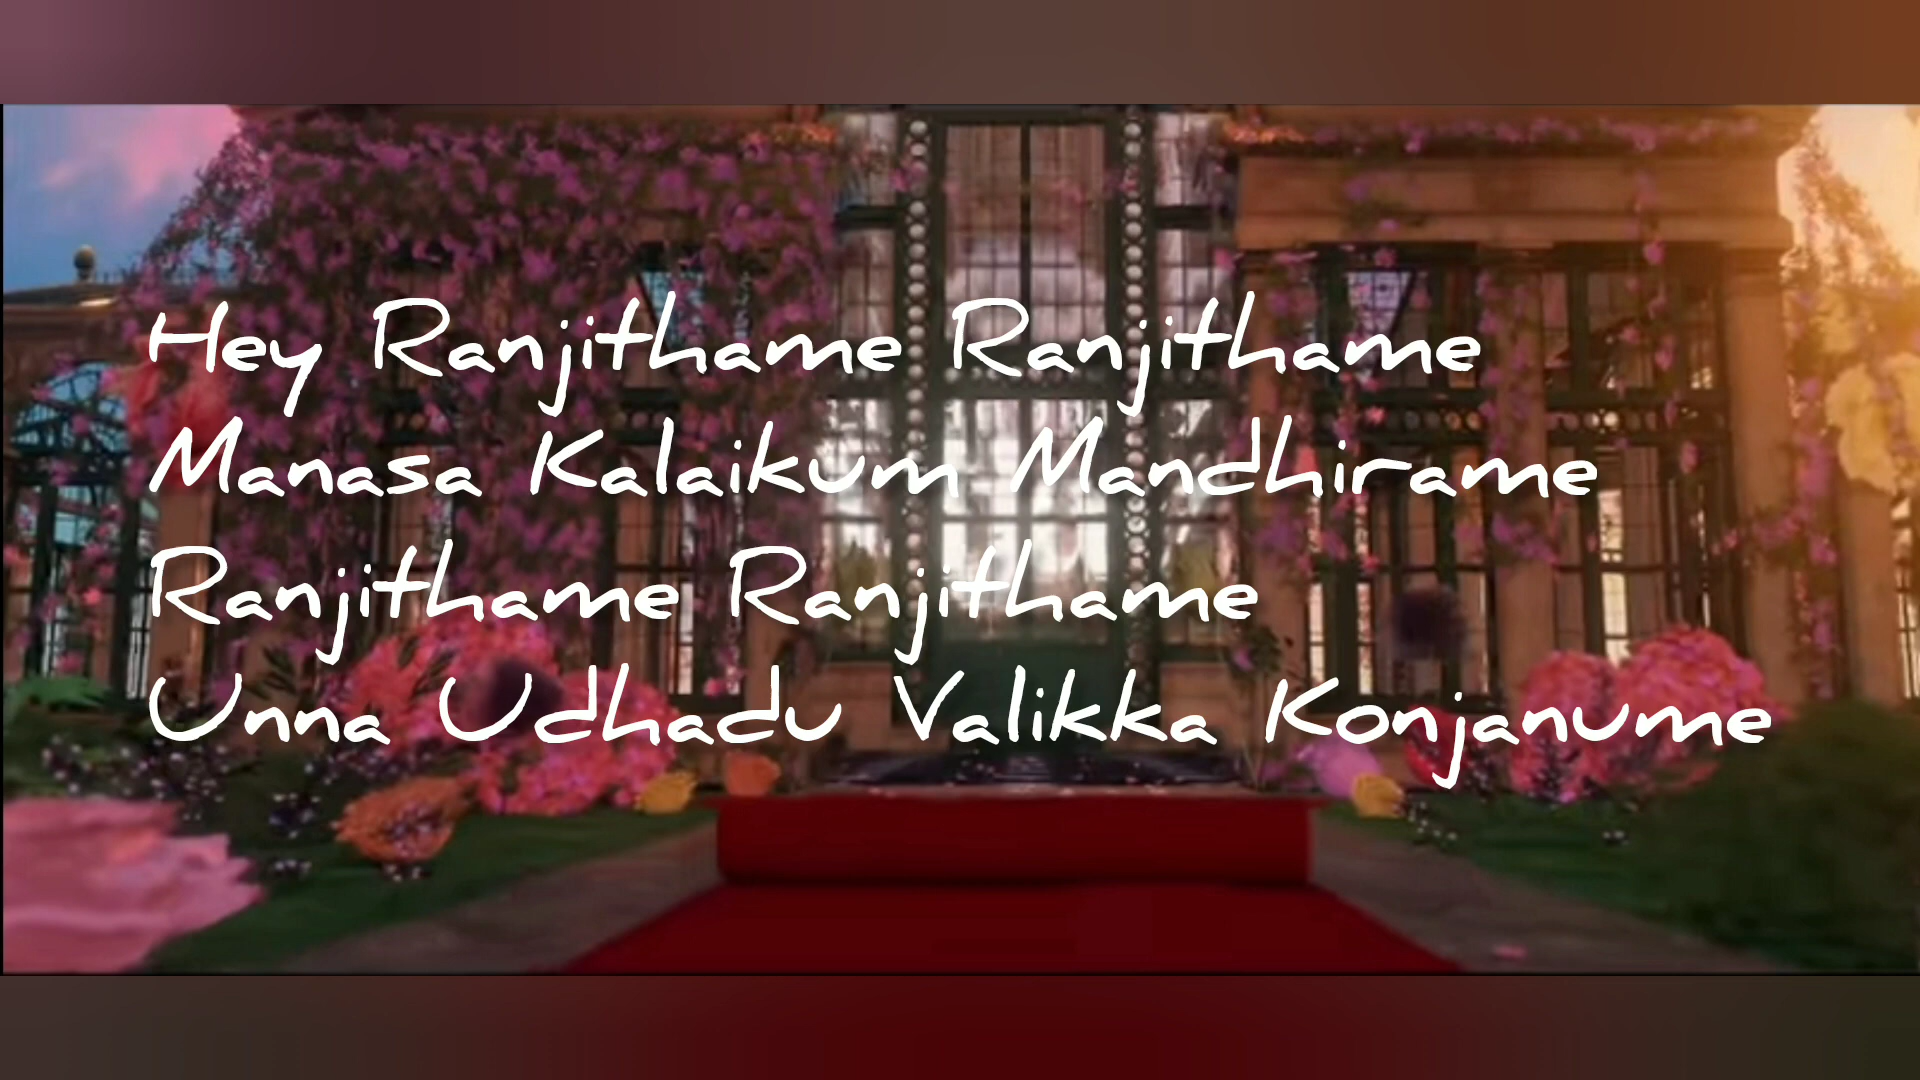 Hey Ranjithame Ranjithame
Manasa Kalaikum Mandhirame
Ranjithame Ranjithame
Unna Udhadu Valikka Konjanume